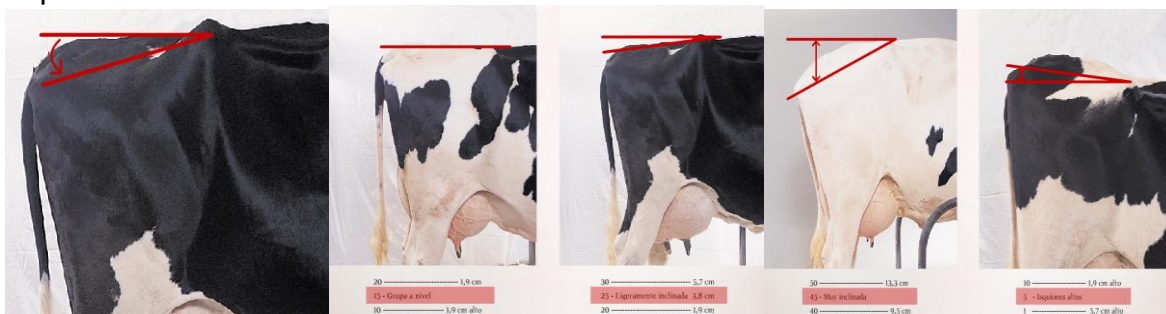 20 ---------------------------- 1,9 cm
15 - Grupa a nivel
10 ---------------------------- 1,9 cm alto
30 ---------------------------- 5,7 cm
25 - Ligeramente inclinada 3.8 cm
20 ---------------------------- 1,9 cm
50 ---------------------------- 13,3 cm
45 - Muy inclinada
40 ---------------------------- 9,5 cm
10 ---------------------------- 1,9 cm alto
5 - Isquiones altos
1 ---------------------------- 5,7 cm alto